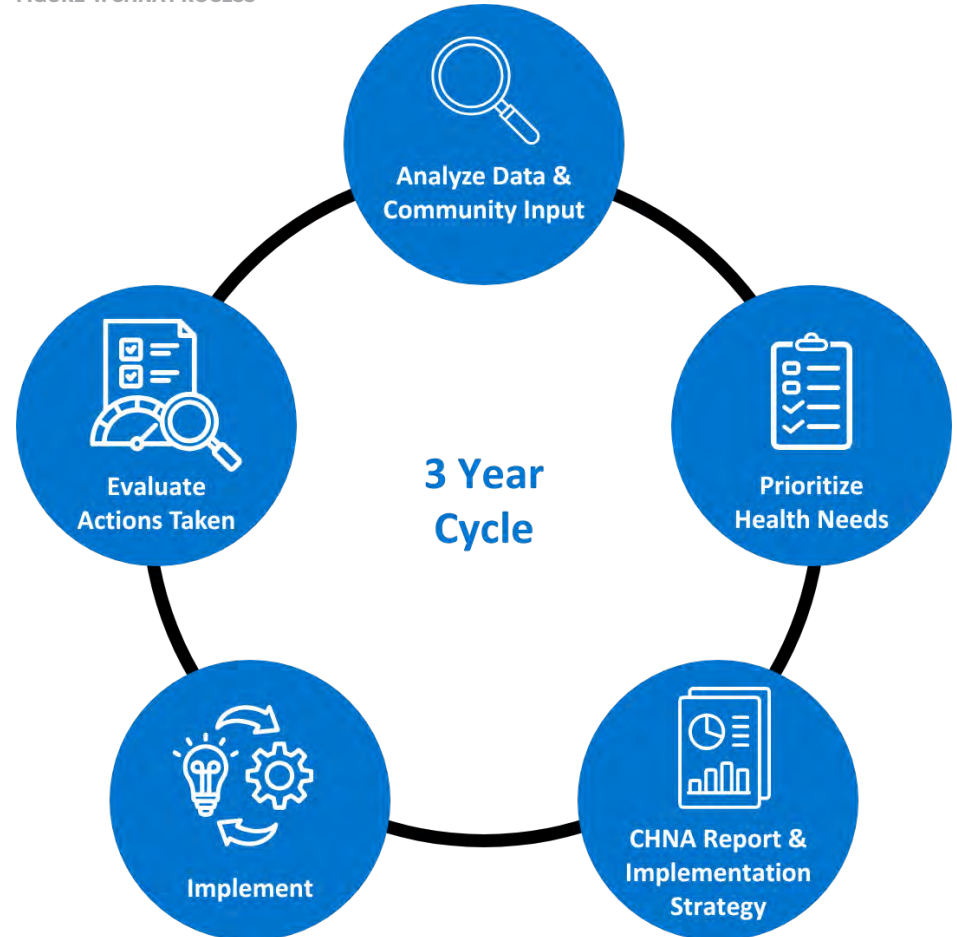 Analyze Data &
Community Input
Prioritize
Health Needs
CHNA Report &
Implementation
Strategy
Implement
Evaluate
Actions Taken
3 Year
Cycle